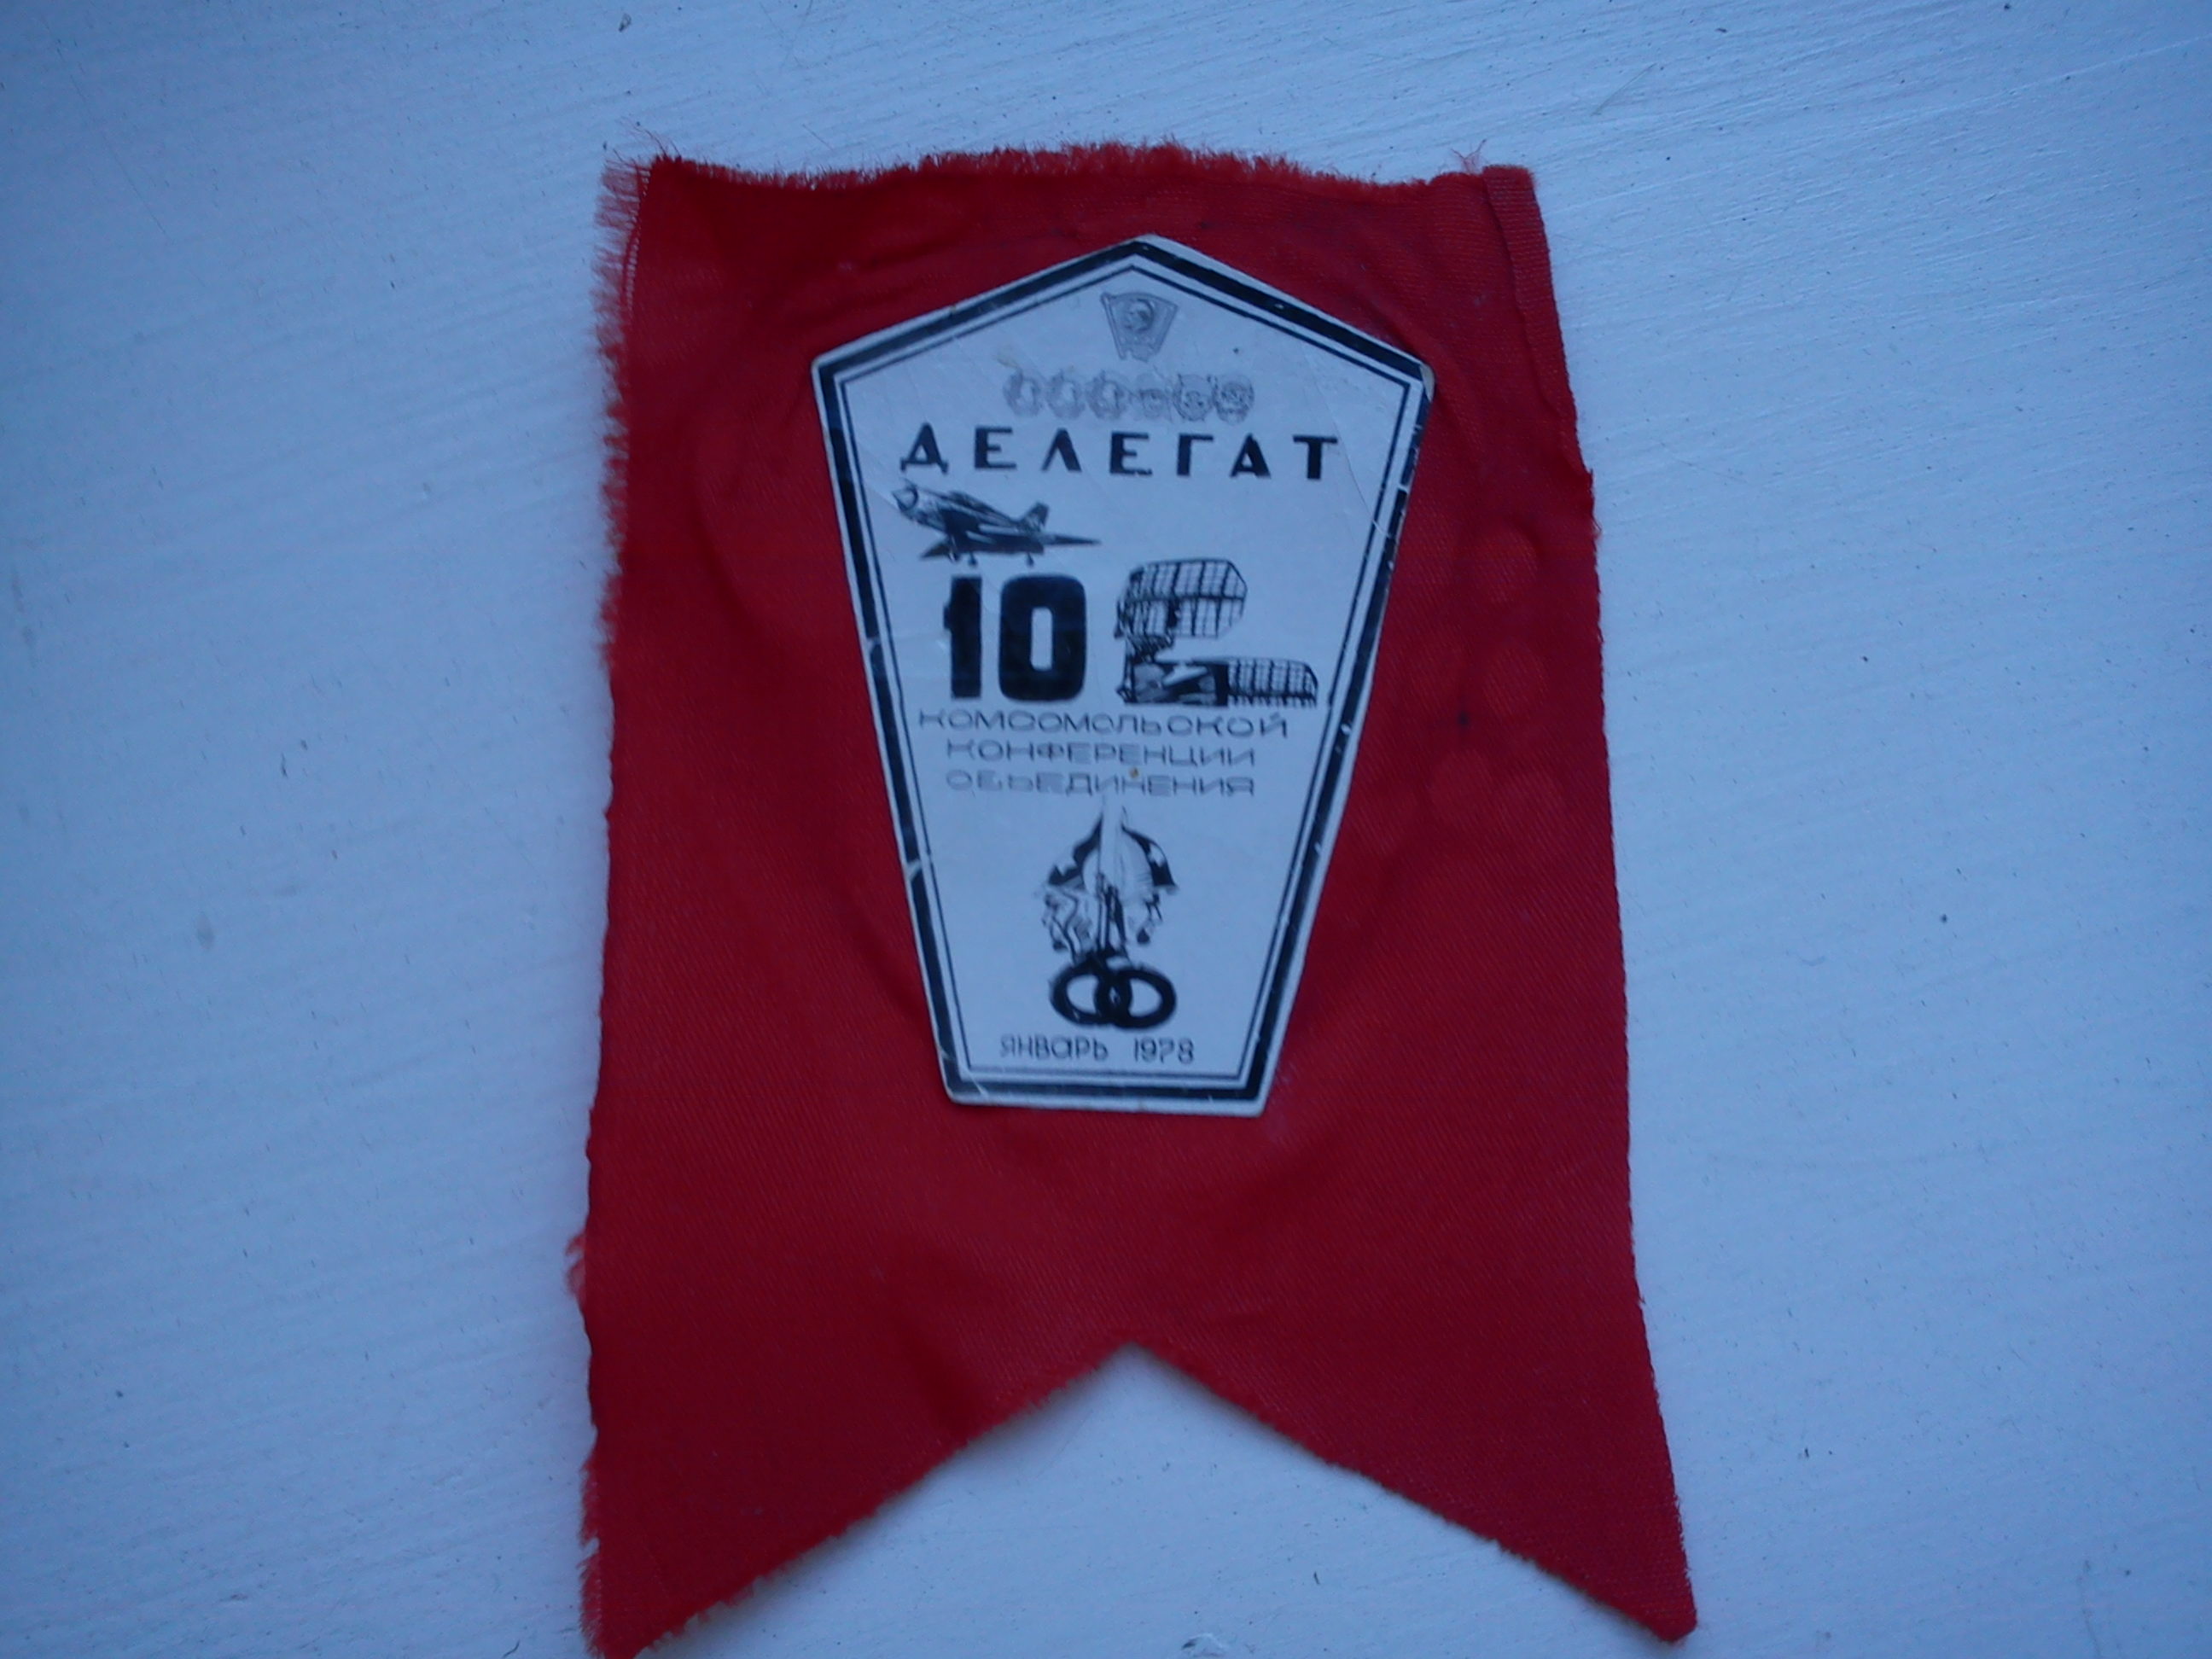 ДЕЛЕГАТ
10
КОМСОМОЛЬСКОЙ
КОНФЕРЕНЦИИ
ОБЪЕДИНЕНИЯ
ЯНВАРЬ 1978